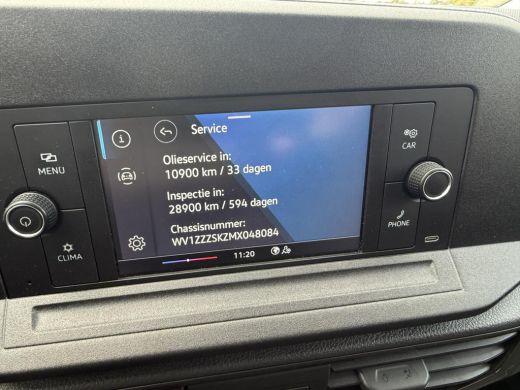 Service
Olieservice in:
10900 km / 33 dagen
Inspectie in:
28900 km / 594 dagen
Chassisnummer:
WV1ZZZSKZMX048084
11:20
MENU
CLIMA
CAR
PHONE